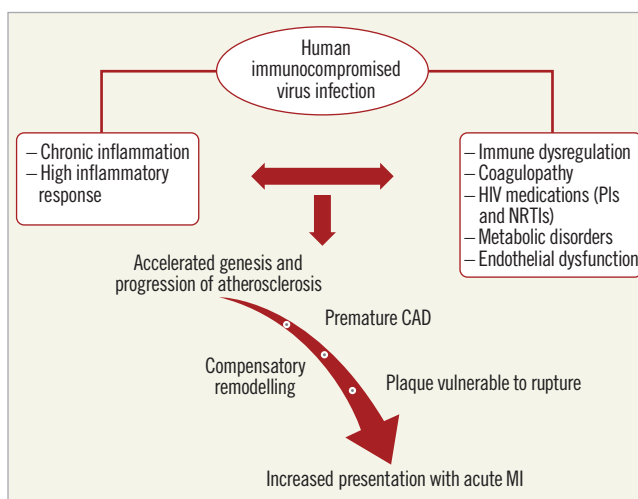 Human
immunocompromised
virus infection
– Chronic inflammation
– High inflammatory
response
– Immune dysregulation
– Coagulopathy
– HIV medications (PIs
and NRTIs)
– Metabolic disorders
– Endothelial dysfunction
Accelerated genesis and
progression of atherosclerosis
Premature CAD
Compensatory
remodelling
Plaque vulnerable to rupture
Increased presentation with acute MI